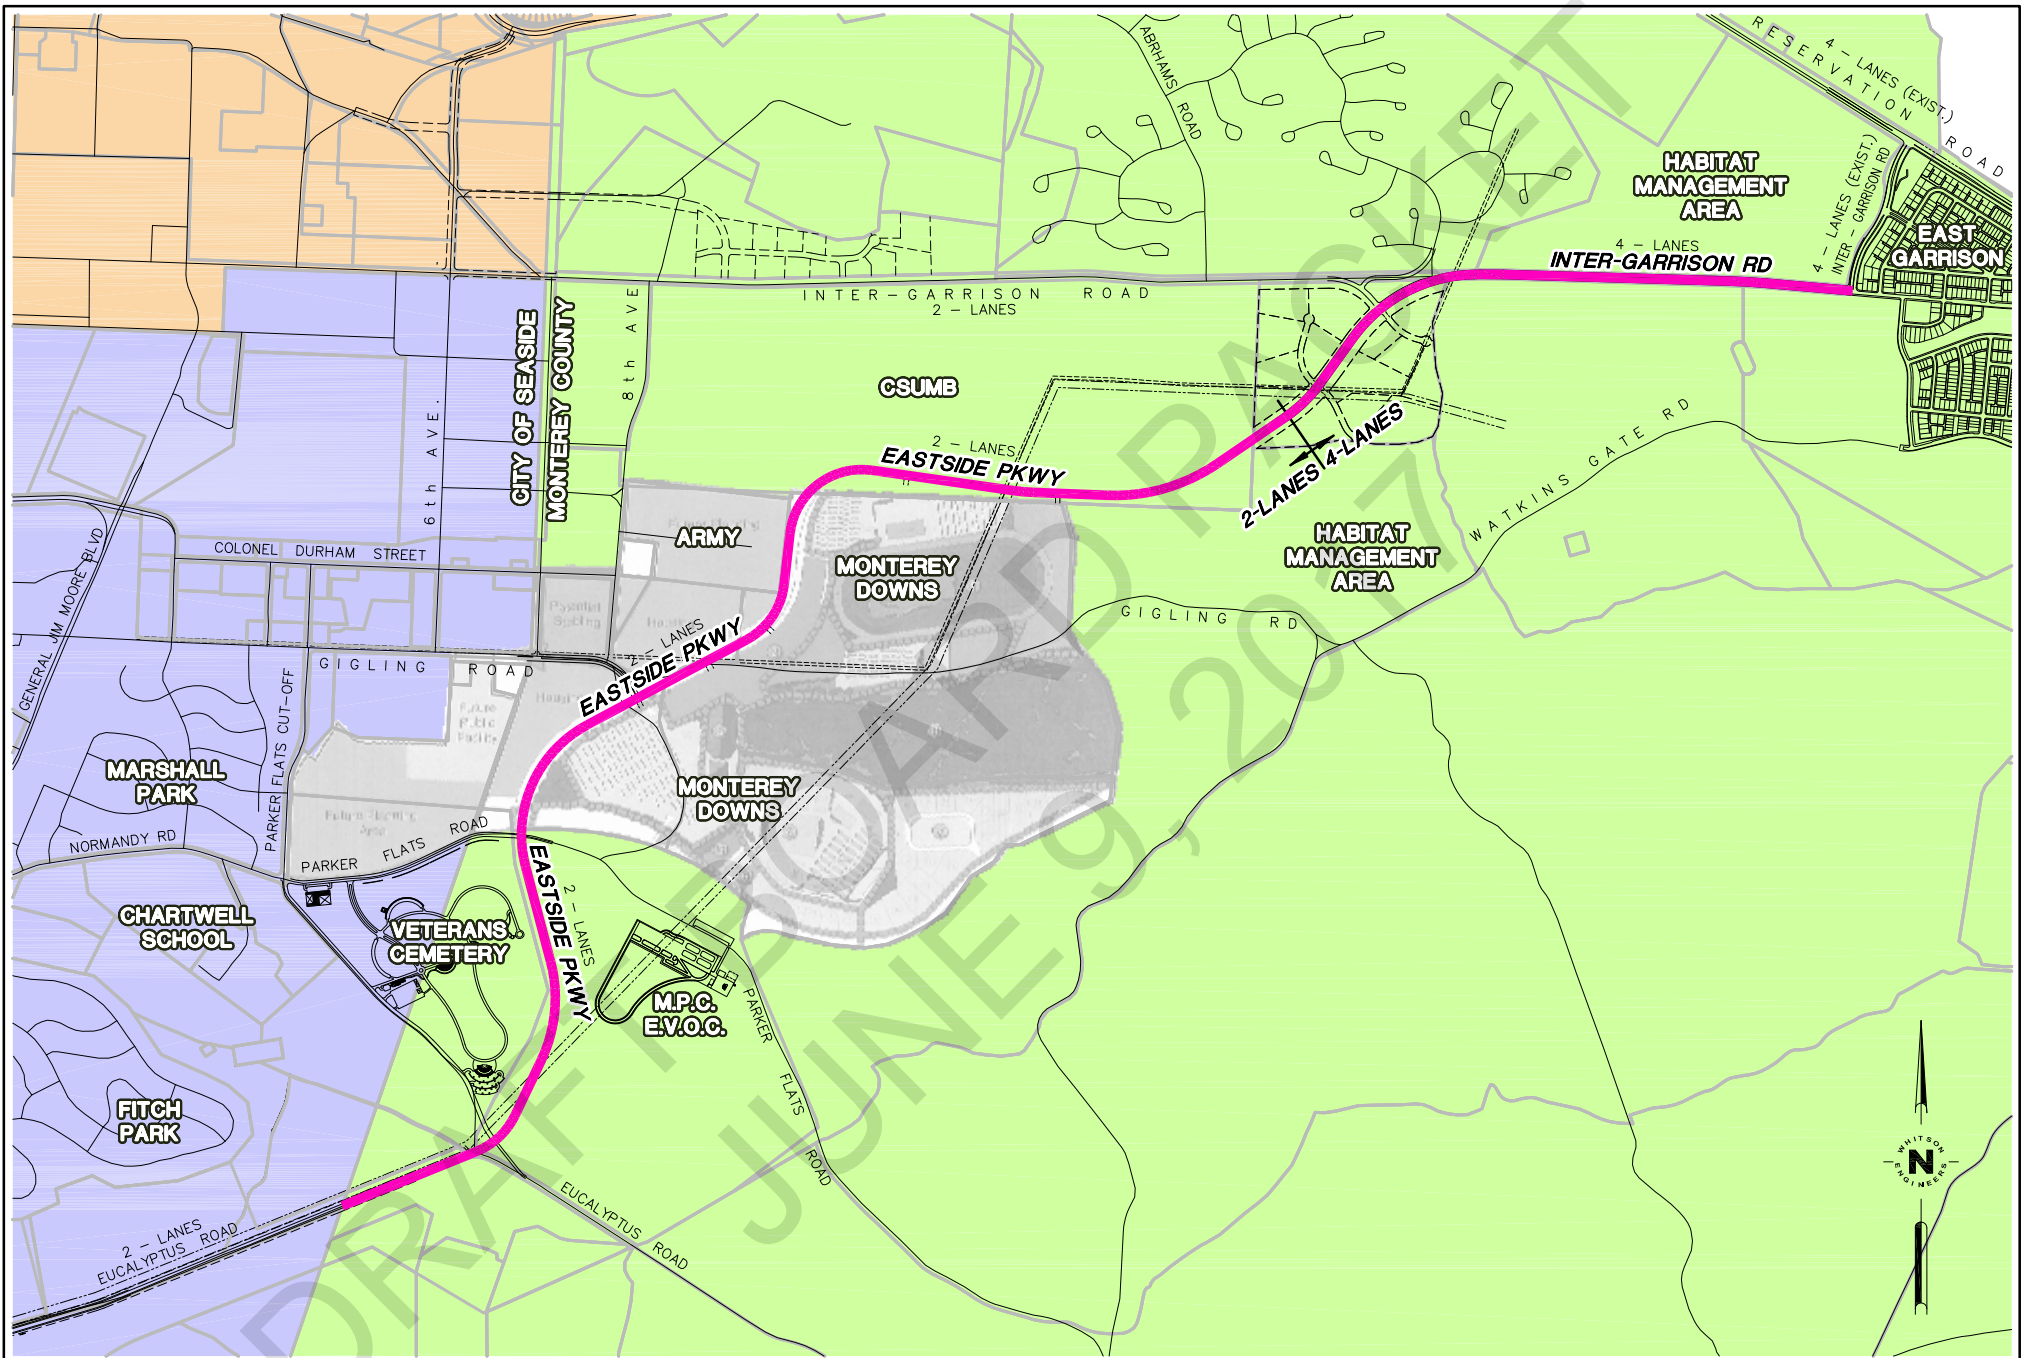 ABRHAMS ROAD
4 - LANES (EXIST.)
RESERVATION ROAD
HABITAT
MANAGEMENT
AREA
4 - LANES (EXIST.)
INTER - GARRISON RD
EAST
GARRISON
4 - LANES
INTER-GARRISON RD
INTER-GARRISON ROAD
2 - LANES
8th AVE
CITY OF SEASIDE
MONTEREY COUNTY
6th AVE.
CSUMB
2 - LANES
EASTSIDE PKWY
2-LANES 4-LANES
WATKINS GATE RD
HABITAT
MANAGEMENT
AREA
GENERAL JIM MOORE BLVD
COLONEL DURHAM STREET
ARMY
MONTEREY
DOWNS
GIGLING RD
2 - LANES
EASTSIDE PKWY
GIGLING ROAD
Future
Public
Facility
PARKER FLATS CUT-OFF
MARSHALL
PARK
MONTEREY
DOWNS
NORMANDY RD
PARKER FLATS ROAD
CHARTWELL
SCHOOL
VETERANS
CEMETERY
2 - LANES
EASTSIDE PKWY
M.P.C.
E.V.O.C.
PARKER FLATS ROAD
FITCH
PARK
2 - LANES
EUCALYPTUS ROAD
EUCALYPTUS ROAD
WHITSON
N
ENGINEERS
DRAFT BOARD PACKET
JUNE 9, 2017